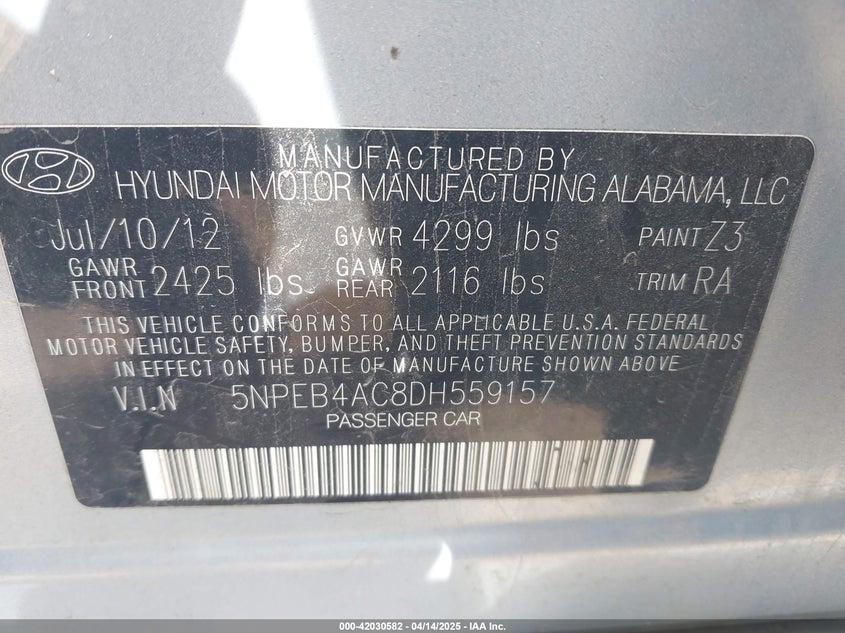 MANUFACTURED BY
HYUNDAI MOTOR MANUFACTURING ALABAMA, LLC
Jul/10/12 GVWR 4299 lbs PAINT Z3
GAWR FRONT 2425 lbs GAWR REAR 2116 lbs TRIM RA
THIS VEHICLE CONFORMS TO ALL APPLICABLE U.S.A. FEDERAL
MOTOR VEHICLE SAFETY, BUMPER, AND THEFT PREVENTION STANDARDS
IN EFFECT ON THE DATE OF MANUFACTURE SHOWN ABOVE
V.I.N 5NPEB4AC8DH559157
PASSENGER CAR
000-42030582 - 04/14/2025 - IAA Inc.